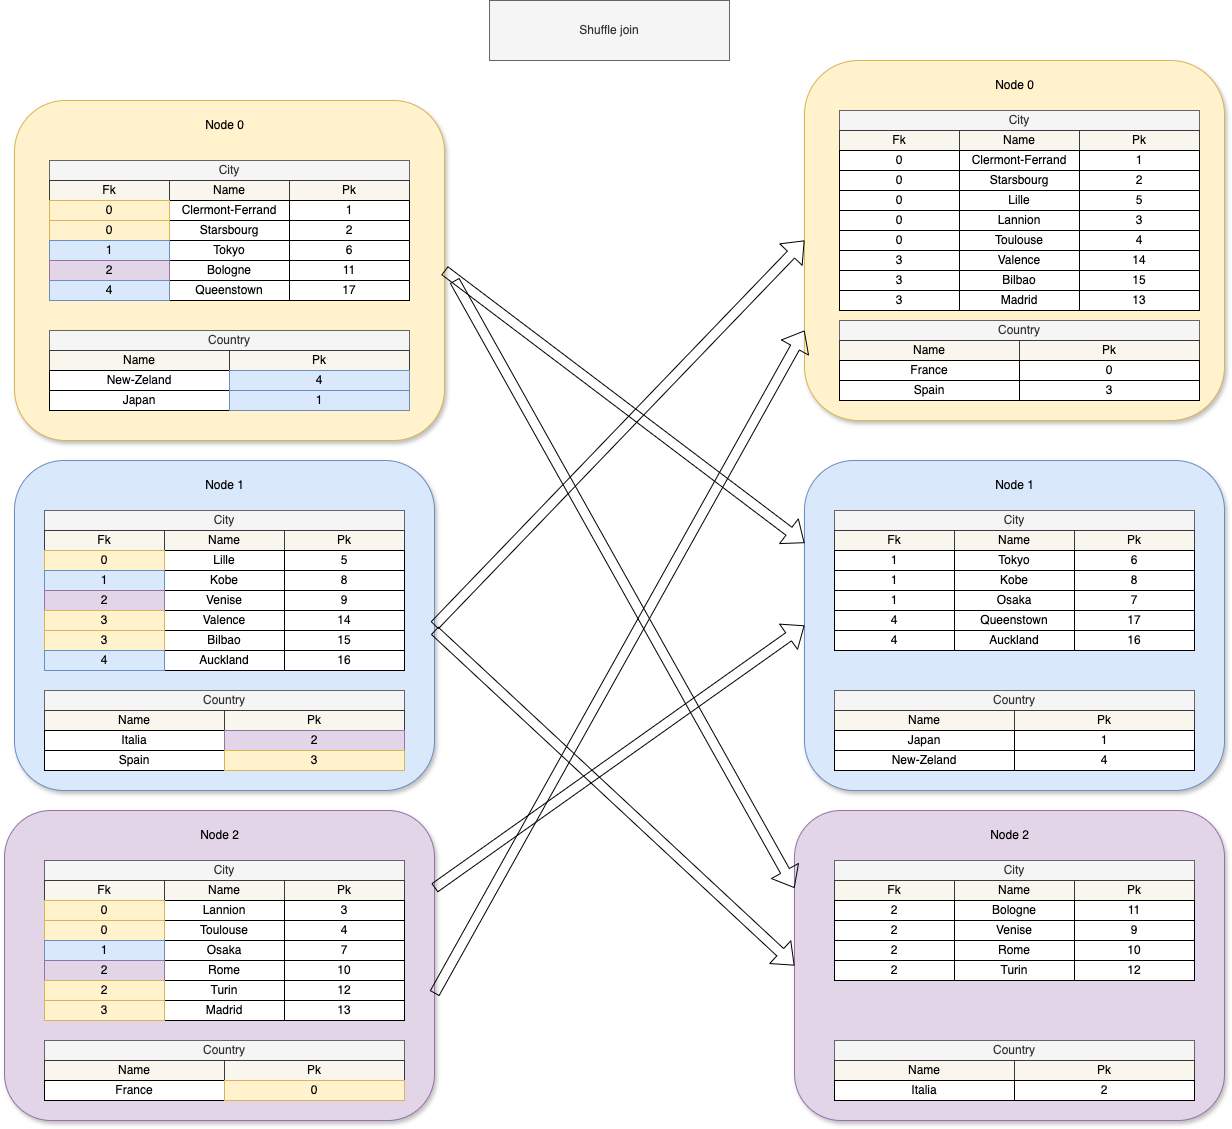 Shuffle join
Node 0
City
Fk Name Pk
0 Clermont-Ferrand 1
0 Starsbourg 2
1 Tokyo 6
2 Bologne 11
4 Queenstown 17
Country
Name Pk
New-Zeland 4
Japan 1
Node 1
City
Fk Name Pk
0 Lille 5
1 Kobe 8
2 Venise 9
3 Valence 14
3 Bilbao 15
4 Auckland 16
Country
Name Pk
Italia 2
Spain 3
Node 2
City
Fk Name Pk
0 Lannion 3
0 Toulouse 4
1 Osaka 7
2 Rome 10
2 Turin 12
3 Madrid 13
Country
Name Pk
France 0
Node 0
City
Fk Name Pk
0 Clermont-Ferrand 1
0 Starsbourg 2
0 Lille 5
0 Lannion 3
0 Toulouse 4
3 Valence 14
3 Bilbao 15
3 Madrid 13
Country
Name Pk
France 0
Spain 3
Node 1
City
Fk Name Pk
1 Tokyo 6
1 Kobe 8
1 Osaka 7
4 Queenstown 17
4 Auckland 16
Country
Name Pk
Japan 1
New-Zeland 4
Node 2
City
Fk Name Pk
2 Bologne 11
2 Venise 9
2 Rome 10
2 Turin 12
Country
Name Pk
Italia 2